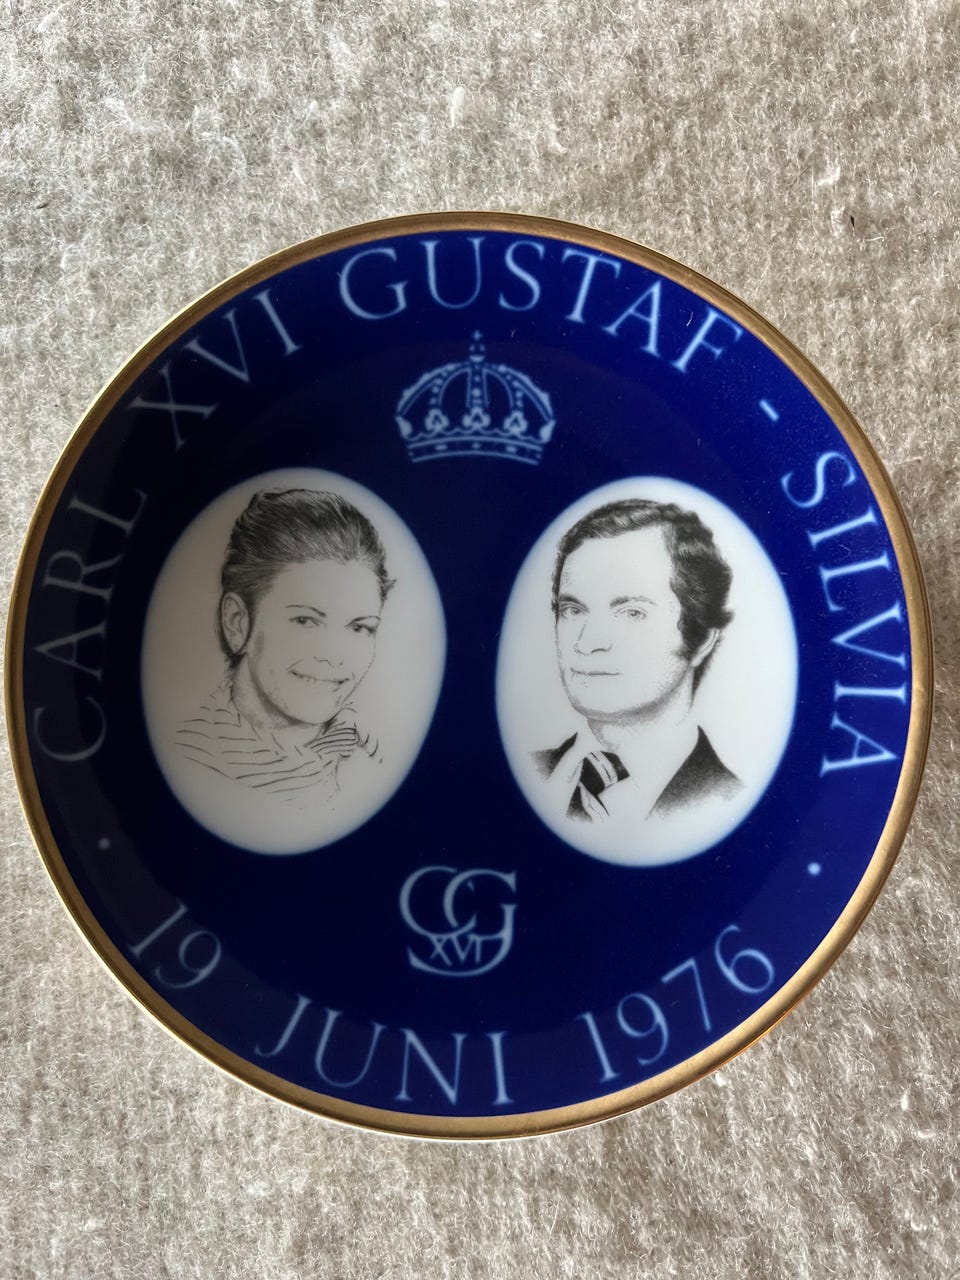 CARL XVI GUSTAF - SILVIA
CG
XVI
· 19 JUNI 1976 ·